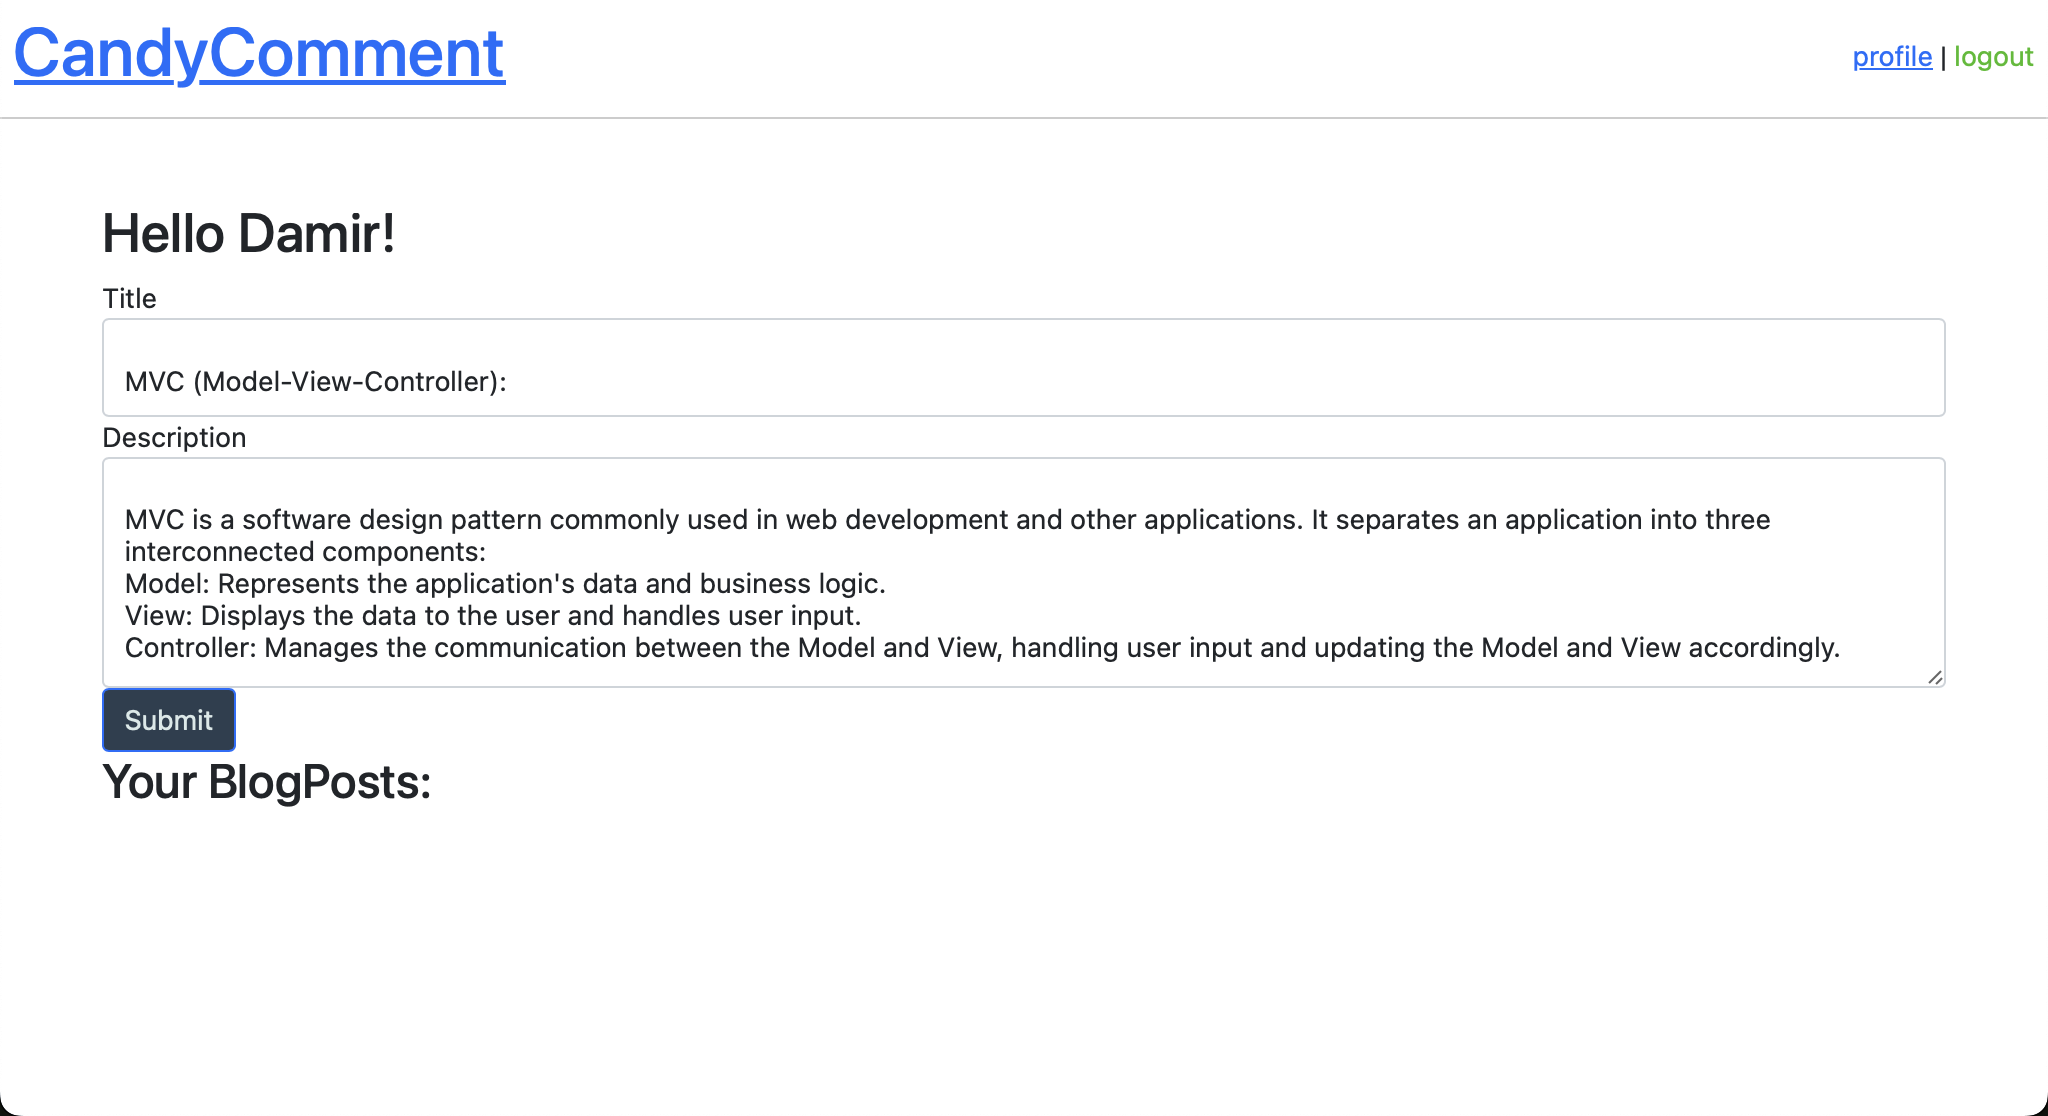 CandyComment
profile | logout
Hello Damir!
Title
MVC (Model-View-Controller):
Description
MVC is a software design pattern commonly used in web development and other applications. It separates an application into three
interconnected components:
Model: Represents the application's data and business logic.
View: Displays the data to the user and handles user input.
Controller: Manages the communication between the Model and View, handling user input and updating the Model and View accordingly.
Submit
Your BlogPosts: